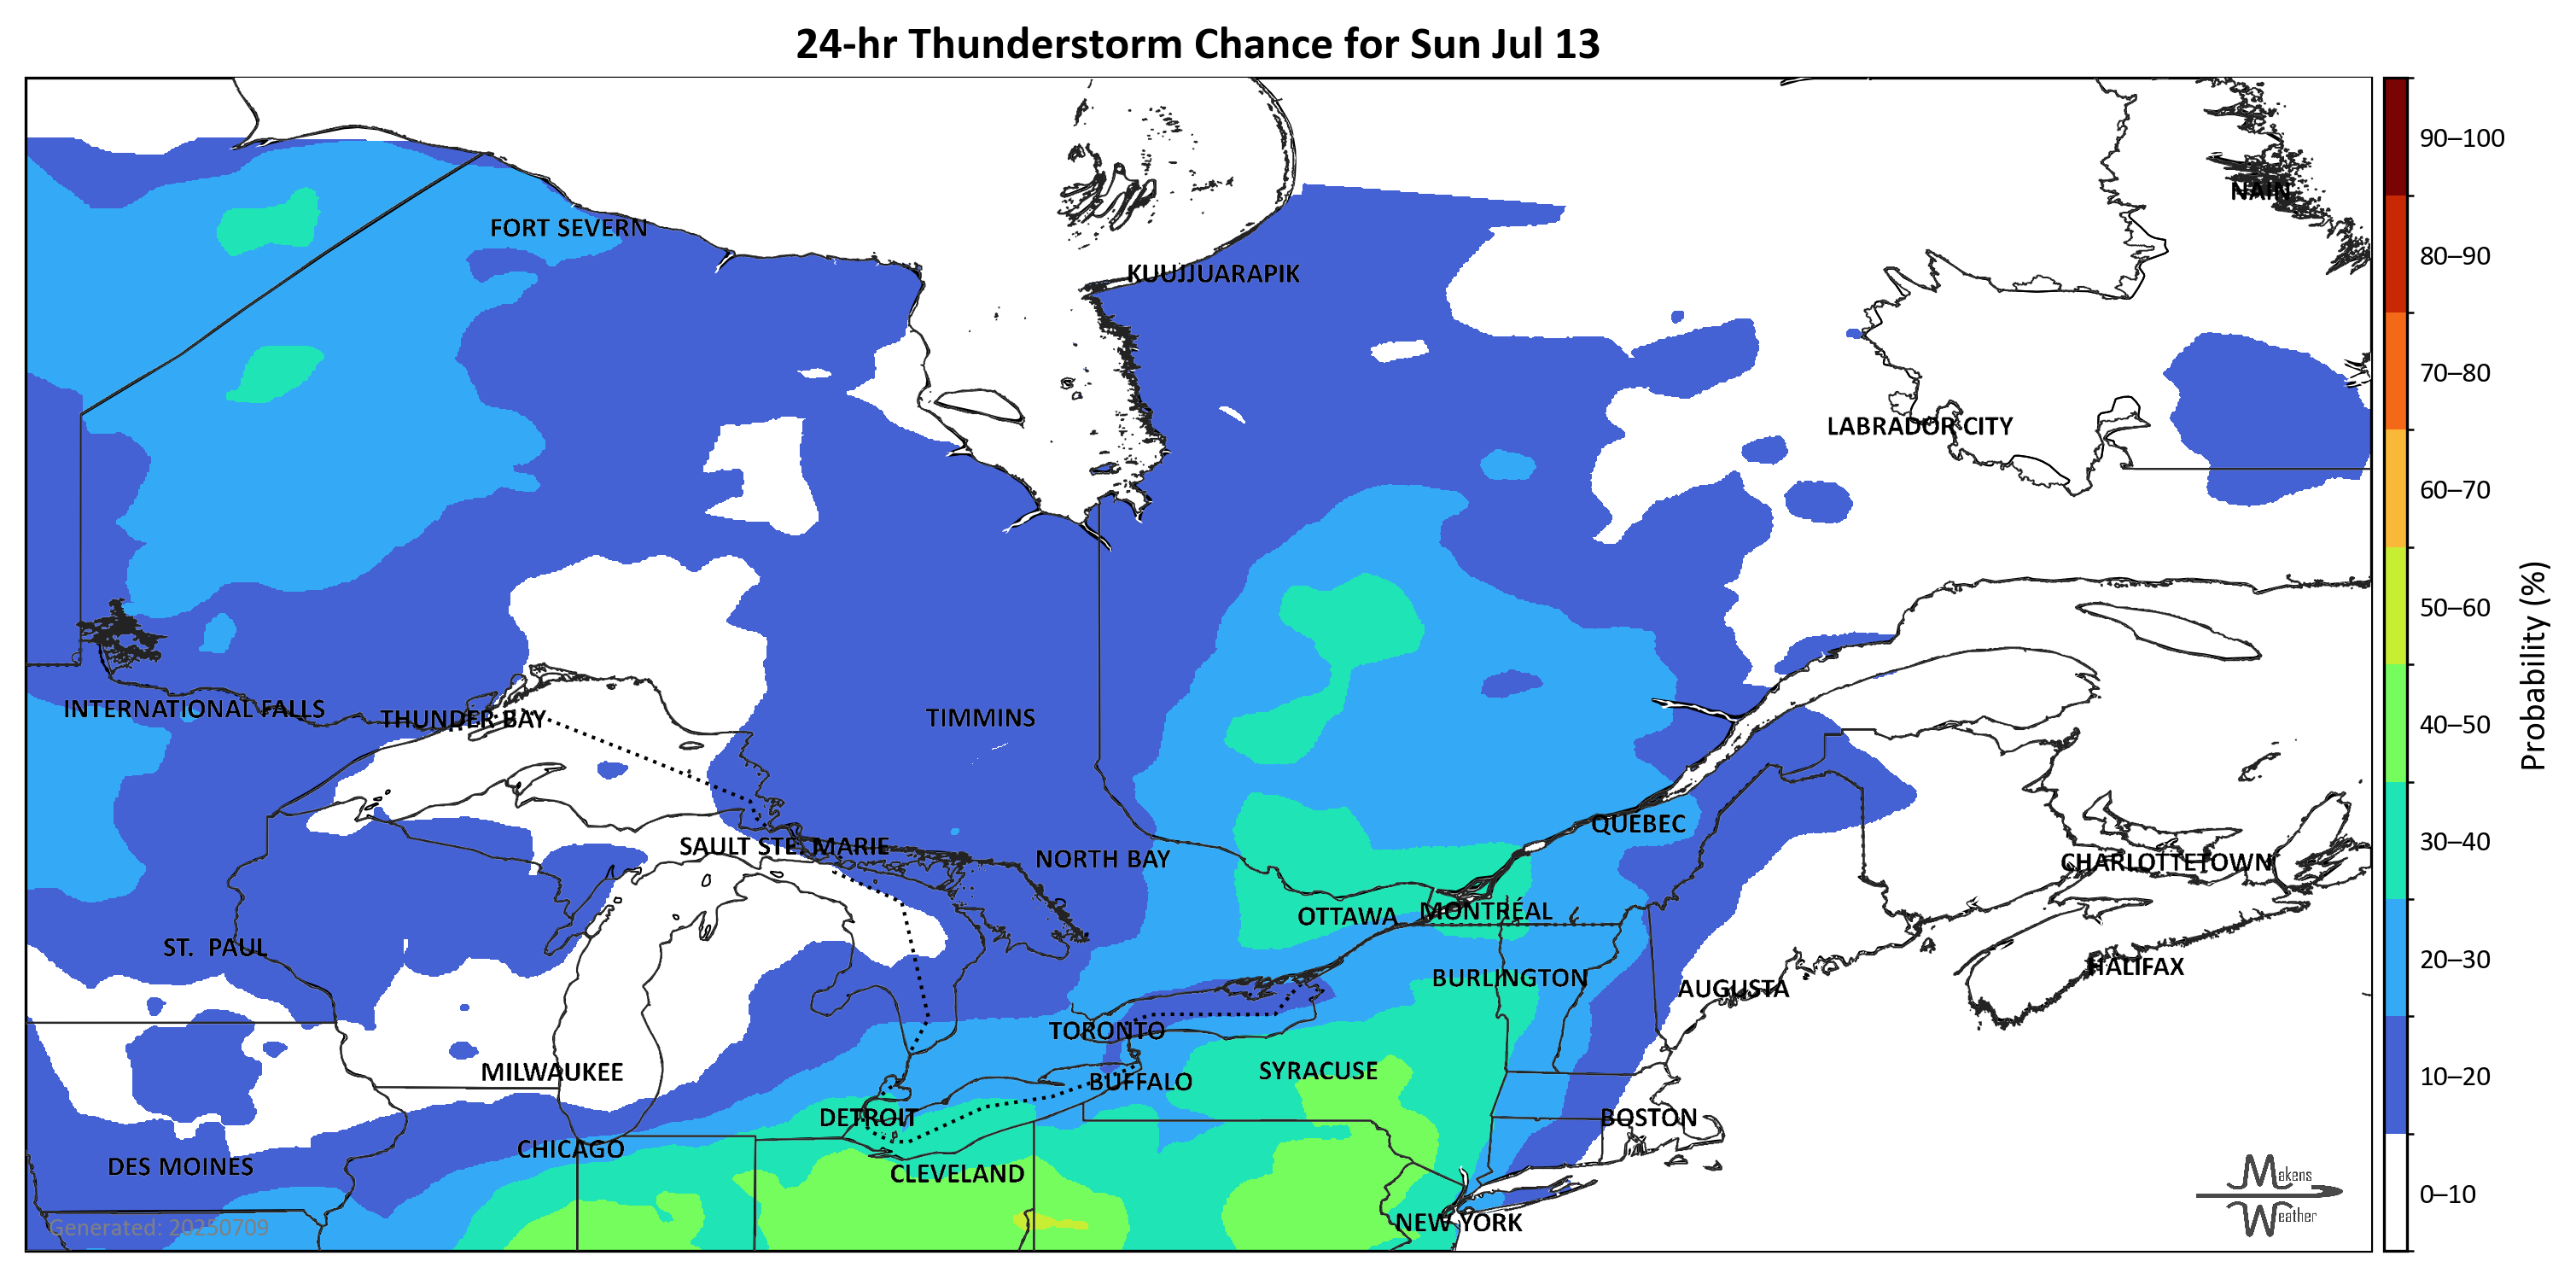 24-hr Thunderstorm Chance for Sun Jul 13
NAIN
FORT SEVERN
KUUJJUARAPIK
LABRADOR CITY
INTERNATIONAL FALLS
THUNDER BAY
TIMMINS
QUEBEC
SAULT STE. MARIE
NORTH BAY
CHARLOTTETOWN
OTTAWA
MONTRÉAL
ST. PAUL
HALIFAX
BURLINGTON
AUGUSTA
TORONTO
MILWAUKEE
SYRACUSE
BUFFALO
DETROIT
BOSTON
CHICAGO
DES MOINES
CLEVELAND
NEW YORK
Generated: 20250709
Makens
Weather
90–100
80–90
70–80
60–70
50–60
40–50
30–40
20–30
10–20
0–10
Probability (%)